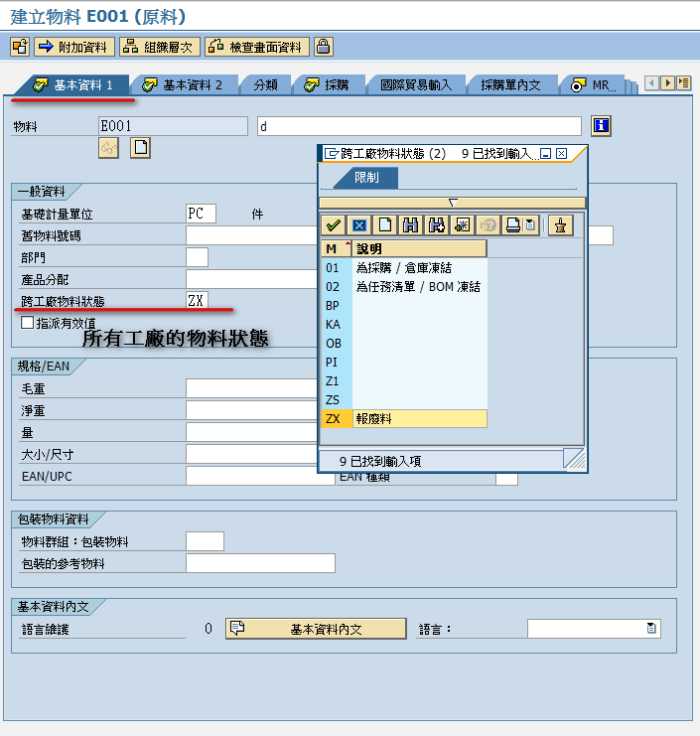 建立物料 E001 (原料)
附加資料 組織層次 檢查畫面資料
基本資料 1 基本資料 2 分類 採購 國際貿易輸入 採購單內文 MR...
物料 E001 d
跨工廠物料狀態 (2) 9 已找到輸入...
限制
一般資料
基礎計量單位 PC 件
舊物料號碼
部門
產品分配
跨工廠物料狀態 ZX
指派有效值
所有工廠的物料狀態
M 說明
01 為採購 / 倉庫凍結
02 為任務清單 / BOM 凍結
BP
KA
OB
PI
Z1
ZS
ZX 報廢料
9 已找到輸入項
規格/EAN
毛重
淨重
量
大小/尺寸
EAN/UPC EAN 種類
包裝物料資料
物料群組：包裝物料
包裝的參考物料
基本資料內文
語言維護 0 基本資料內文 語言：